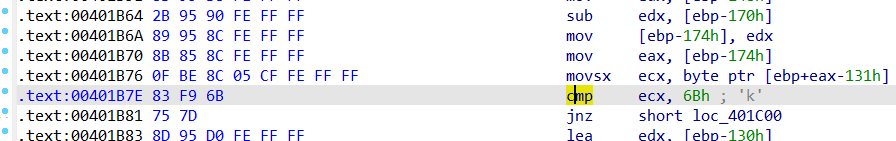 .text:00401B64 2B 95 90 FE FF FF sub edx, [ebp-170h]
.text:00401B6A 89 95 8C FE FF FF mov [ebp-174h], edx
.text:00401B70 8B 85 8C FE FF FF mov eax, [ebp-174h]
.text:00401B76 0F BE 8C 05 CF FE FF FF movsx ecx, byte ptr [ebp+eax-131h]
.text:00401B7E 83 F9 6B cmp ecx, 6Bh ; 'k'
.text:00401B81 75 7D jnz short loc_401C00
.text:00401B83 8D 95 D0 FE FF FF lea edx, [ebp-130h]